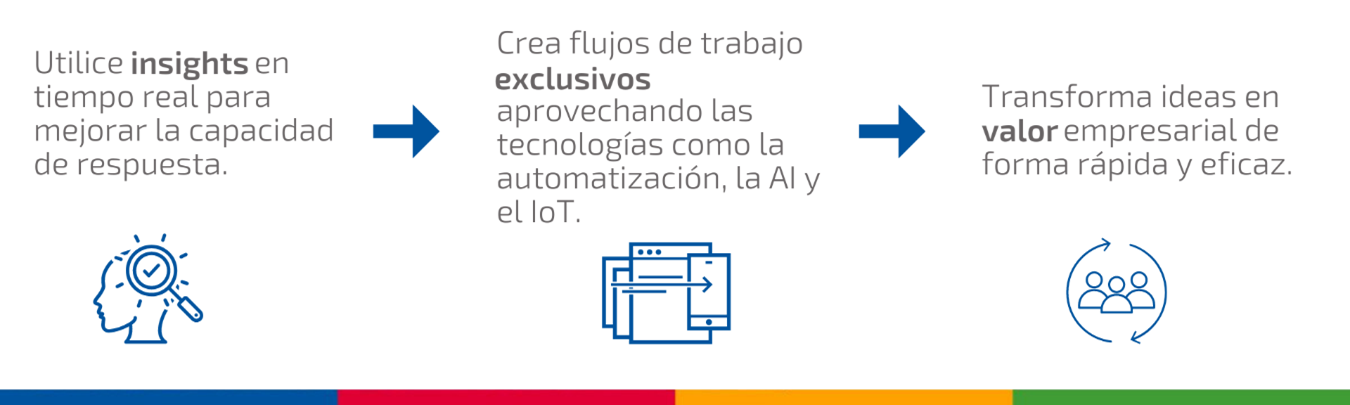 Utilice insights en
tiempo real para
mejorar la capacidad
de respuesta.
Crea flujos de trabajo
exclusivos
aprovechando las
tecnologías como la
automatización, la AI y
el IoT.
Transforma ideas en
valor empresarial de
forma rápida y eficaz.